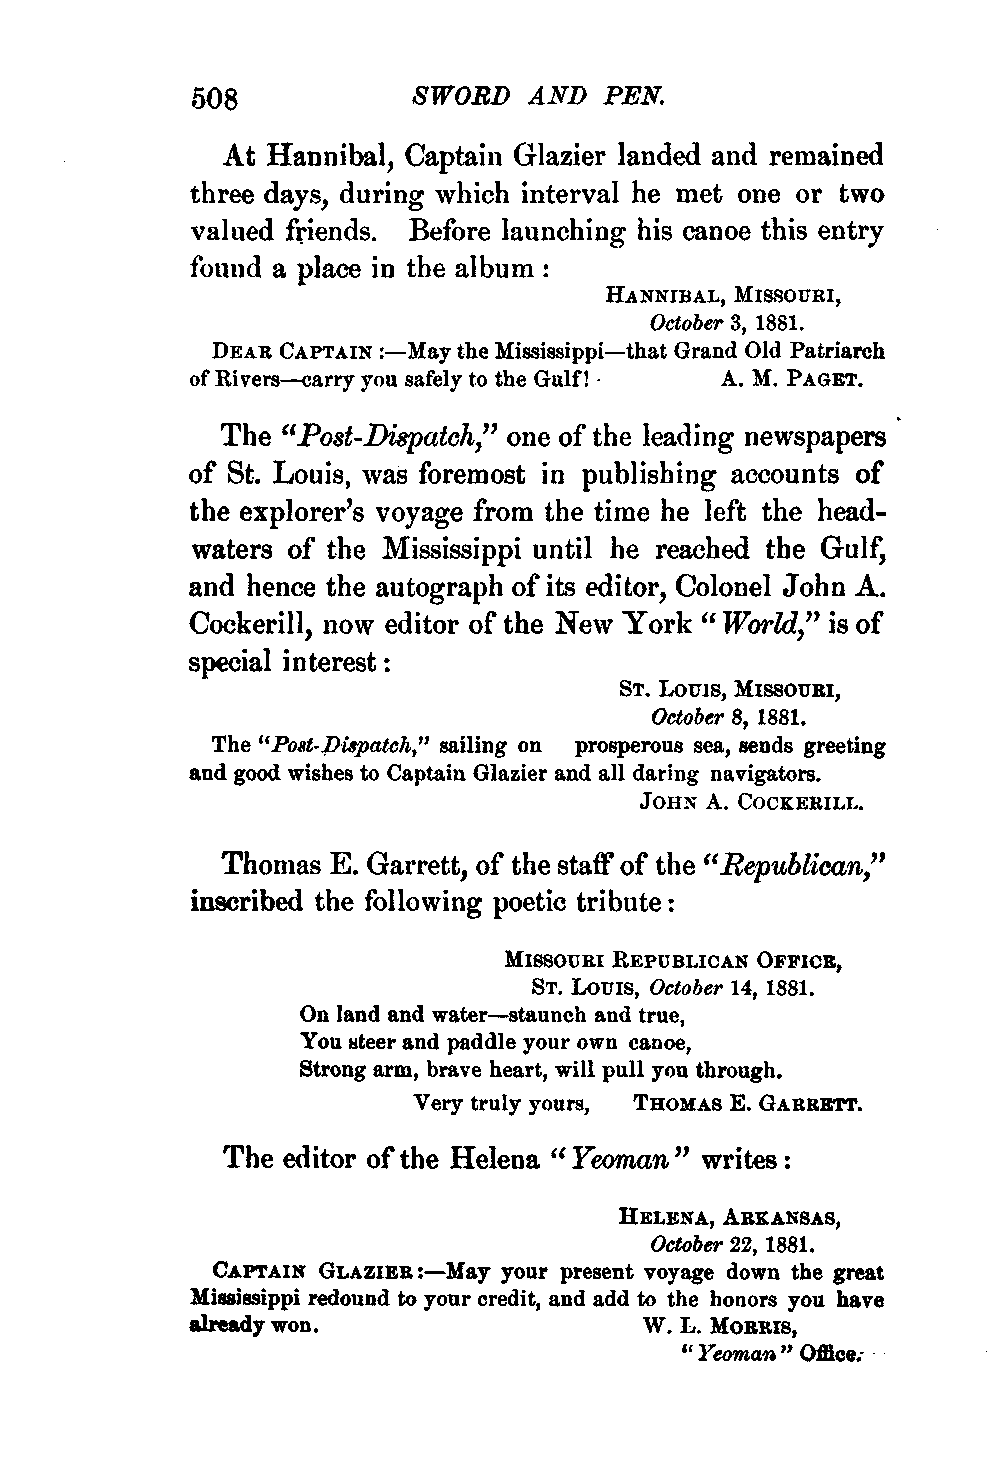 508 SWORD AND PEN.
At Hannibal, Captain Glazier landed and remained
three days, during which interval he met one or two
valued friends. Before launching his canoe this entry
found a place in the album :
HANNIBAL, MISSOURI,
October 3, 1881.
DEAR CAPTAIN :—May the Mississippi—that Grand Old Patriarch
of Rivers—carry you safely to the Gulf! A. M. PAGET.
The “Post-Dispatch,” one of the leading newspapers
of St. Louis, was foremost in publishing accounts of
the explorer’s voyage from the time he left the head-
waters of the Mississippi until he reached the Gulf,
and hence the autograph of its editor, Colonel John A.
Cockerill, now editor of the New York “World,” is of
special interest :
ST. LOUIS, MISSOURI,
October 8, 1881.
The “Post-Dispatch,” sailing on prosperous sea, sends greeting
and good wishes to Captain Glazier and all daring navigators.
JOHN A. COCKERILL.
Thomas E. Garrett, of the staff of the “Republican,”
inscribed the following poetic tribute :
MISSOURI REPUBLICAN OFFICE,
ST. LOUIS, October 14, 1881.
On land and water—staunch and true,
You steer and paddle your own canoe,
Strong arm, brave heart, will pull you through.
Very truly yours, THOMAS E. GARRETT.
The editor of the Helena “Yeoman” writes :
HELENA, ARKANSAS,
October 22, 1881.
CAPTAIN GLAZIER:—May your present voyage down the great
Mississippi redound to your credit, and add to the honors you have
already won. W. L. MORRIS,
“Yeoman” Office.